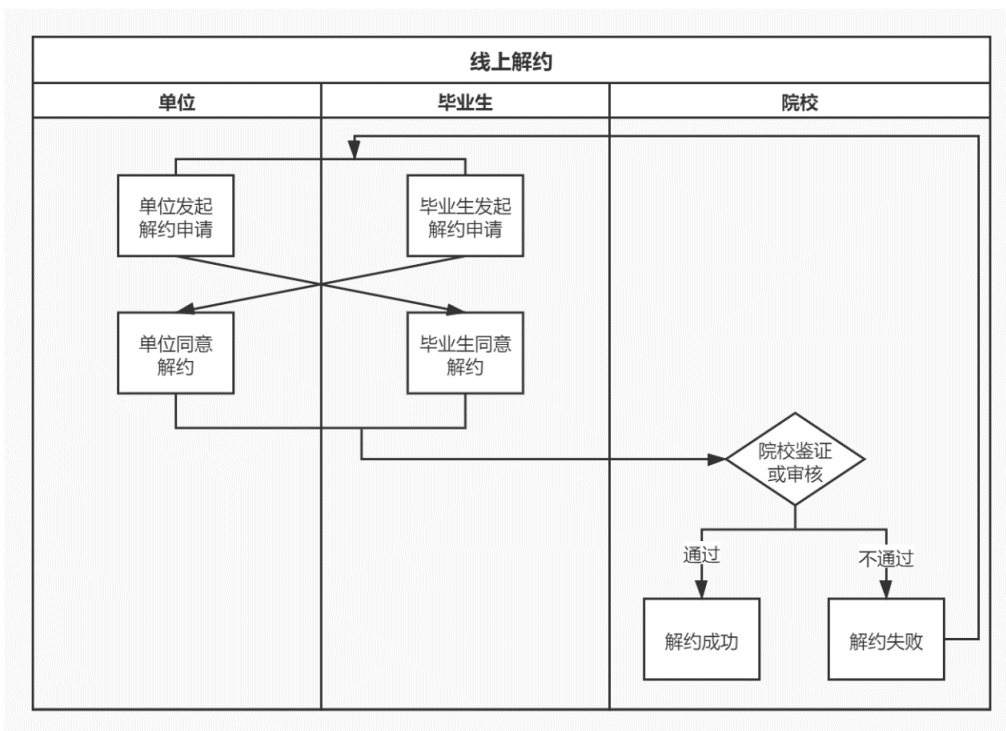 线上解约
单位
毕业生
院校
单位发起
解约申请
毕业生发起
解约申请
单位同意
解约
毕业生同意
解约
院校鉴证
或审核
通过
不通过
解约成功
解约失败